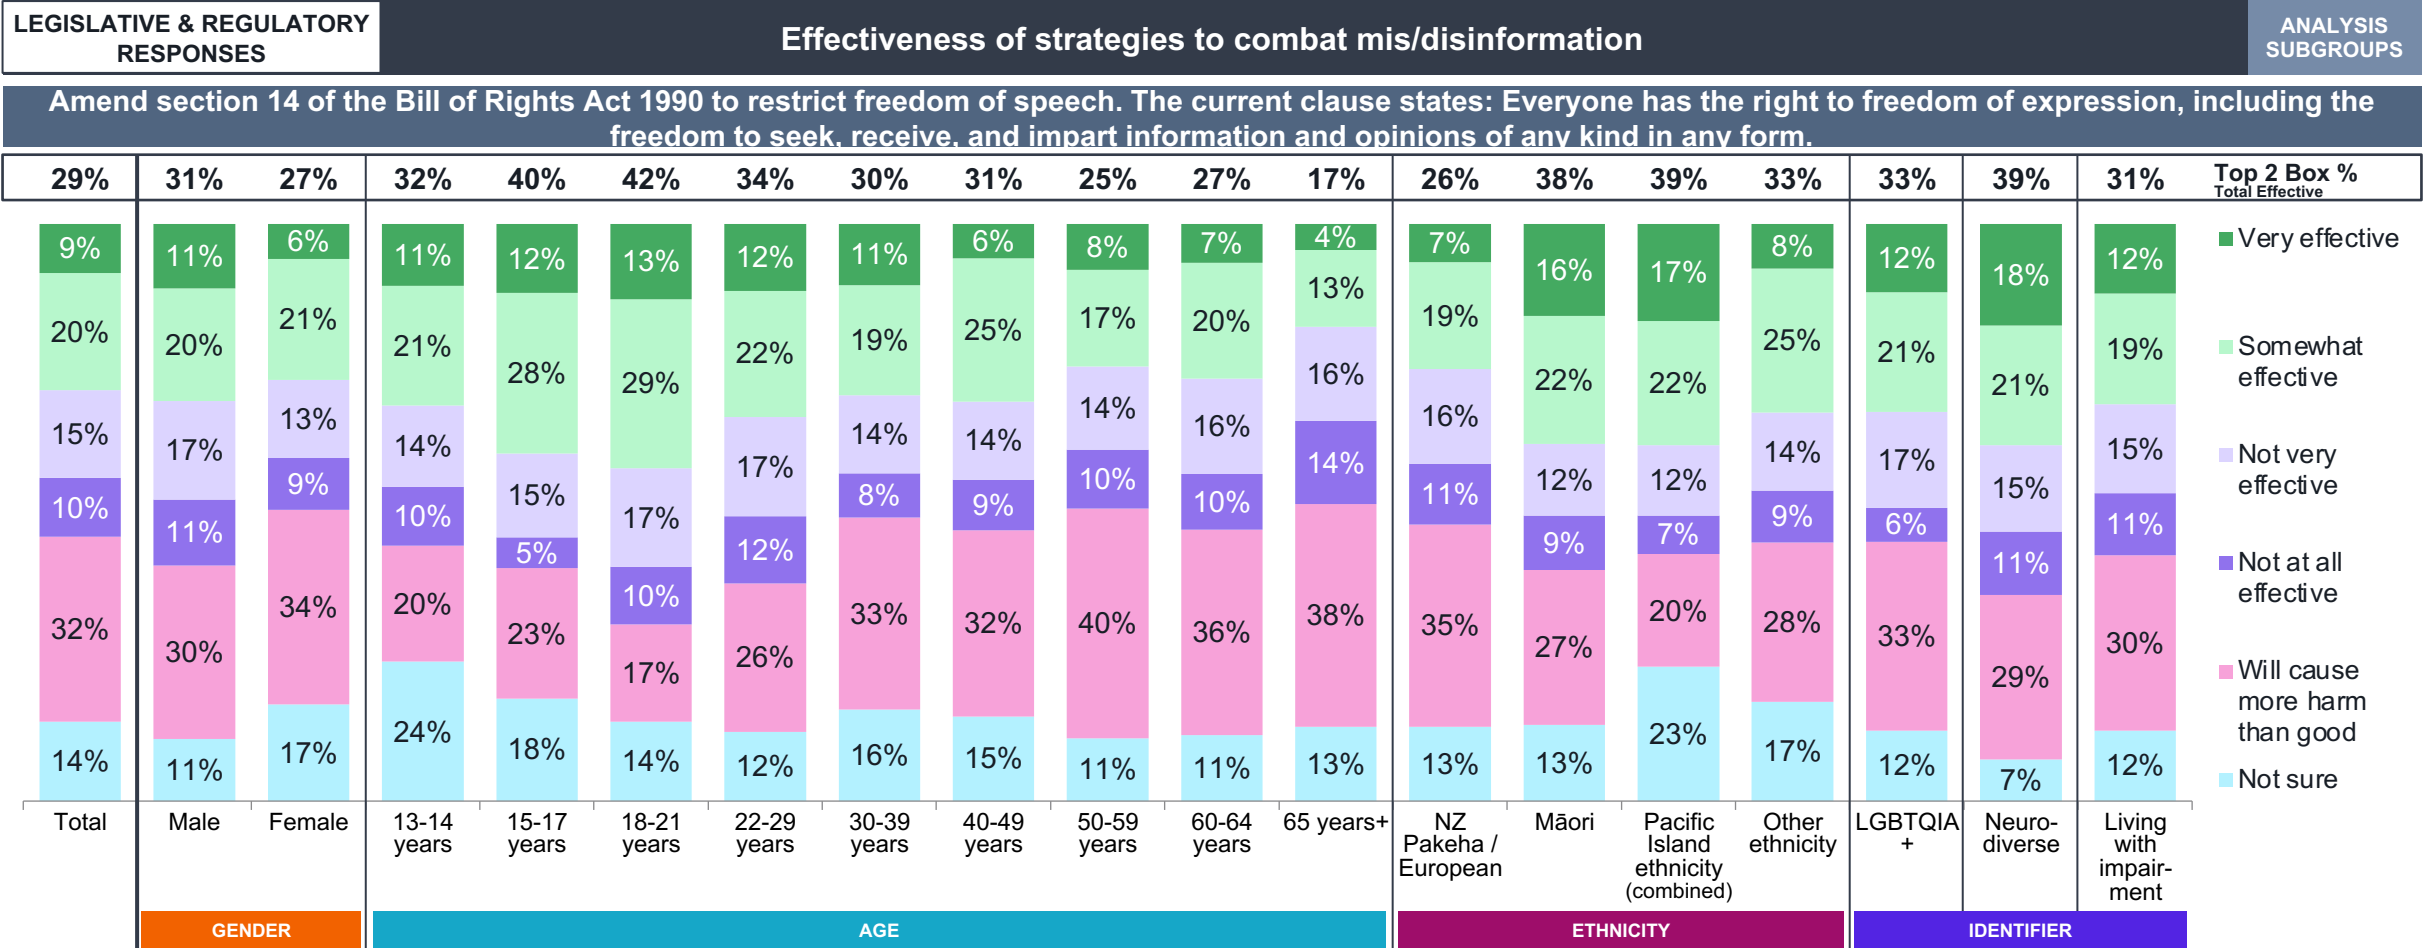 LEGISLATIVE & REGULATORY
RESPONSES
Effectiveness of strategies to combat mis/disinformation
ANALYSIS
SUBGROUPS
Amend section 14 of the Bill of Rights Act 1990 to restrict freedom of speech. The current clause states: Everyone has the right to freedom of expression, including the
freedom to seek, receive, and impart information and opinions of any kind in any form.
29% 31% 27% 32% 40% 42% 34% 30% 31% 25% 27% 17% 26% 38% 39% 33% 33% 39% 31% Top 2 Box %
Total Effective
9% 11% 6% 11% 12% 13% 12% 11% 6% 8% 7% 4% 7% 16% 17% 8% 12% 18% 12% Very effective
20% 20% 21% 21% 28% 29% 22% 19% 25% 17% 20% 13% 19% 22% 22% 25% 21% 21% 19% Somewhat
effective
15% 17% 13% 14% 15% 17% 17% 14% 14% 14% 16% 16% 16% 12% 12% 14% 17% 15% 15% Not very
effective
10% 11% 9% 10% 5% 10% 12% 8% 9% 10% 10% 14% 11% 9% 7% 9% 6% 11% 11% Not at all
effective
32% 30% 34% 20% 23% 17% 26% 33% 32% 40% 36% 38% 35% 27% 20% 28% 33% 29% 30% Will cause
more harm
than good
14% 11% 17% 24% 18% 14% 12% 16% 15% 11% 11% 13% 13% 13% 23% 17% 12% 7% 12% Not sure
Total
Male
Female
13-14
years
15-17
years
18-21
years
22-29
years
30-39
years
40-49
years
50-59
years
60-64
years
65 years+
NZ
Pakeha /
European
Māori
Pacific
Island
ethnicity
(combined)
Other
ethnicity
LGBTQIA
+
Neuro-
diverse
Living
with
impair-
ment
GENDER
AGE
ETHNICITY
IDENTIFIER